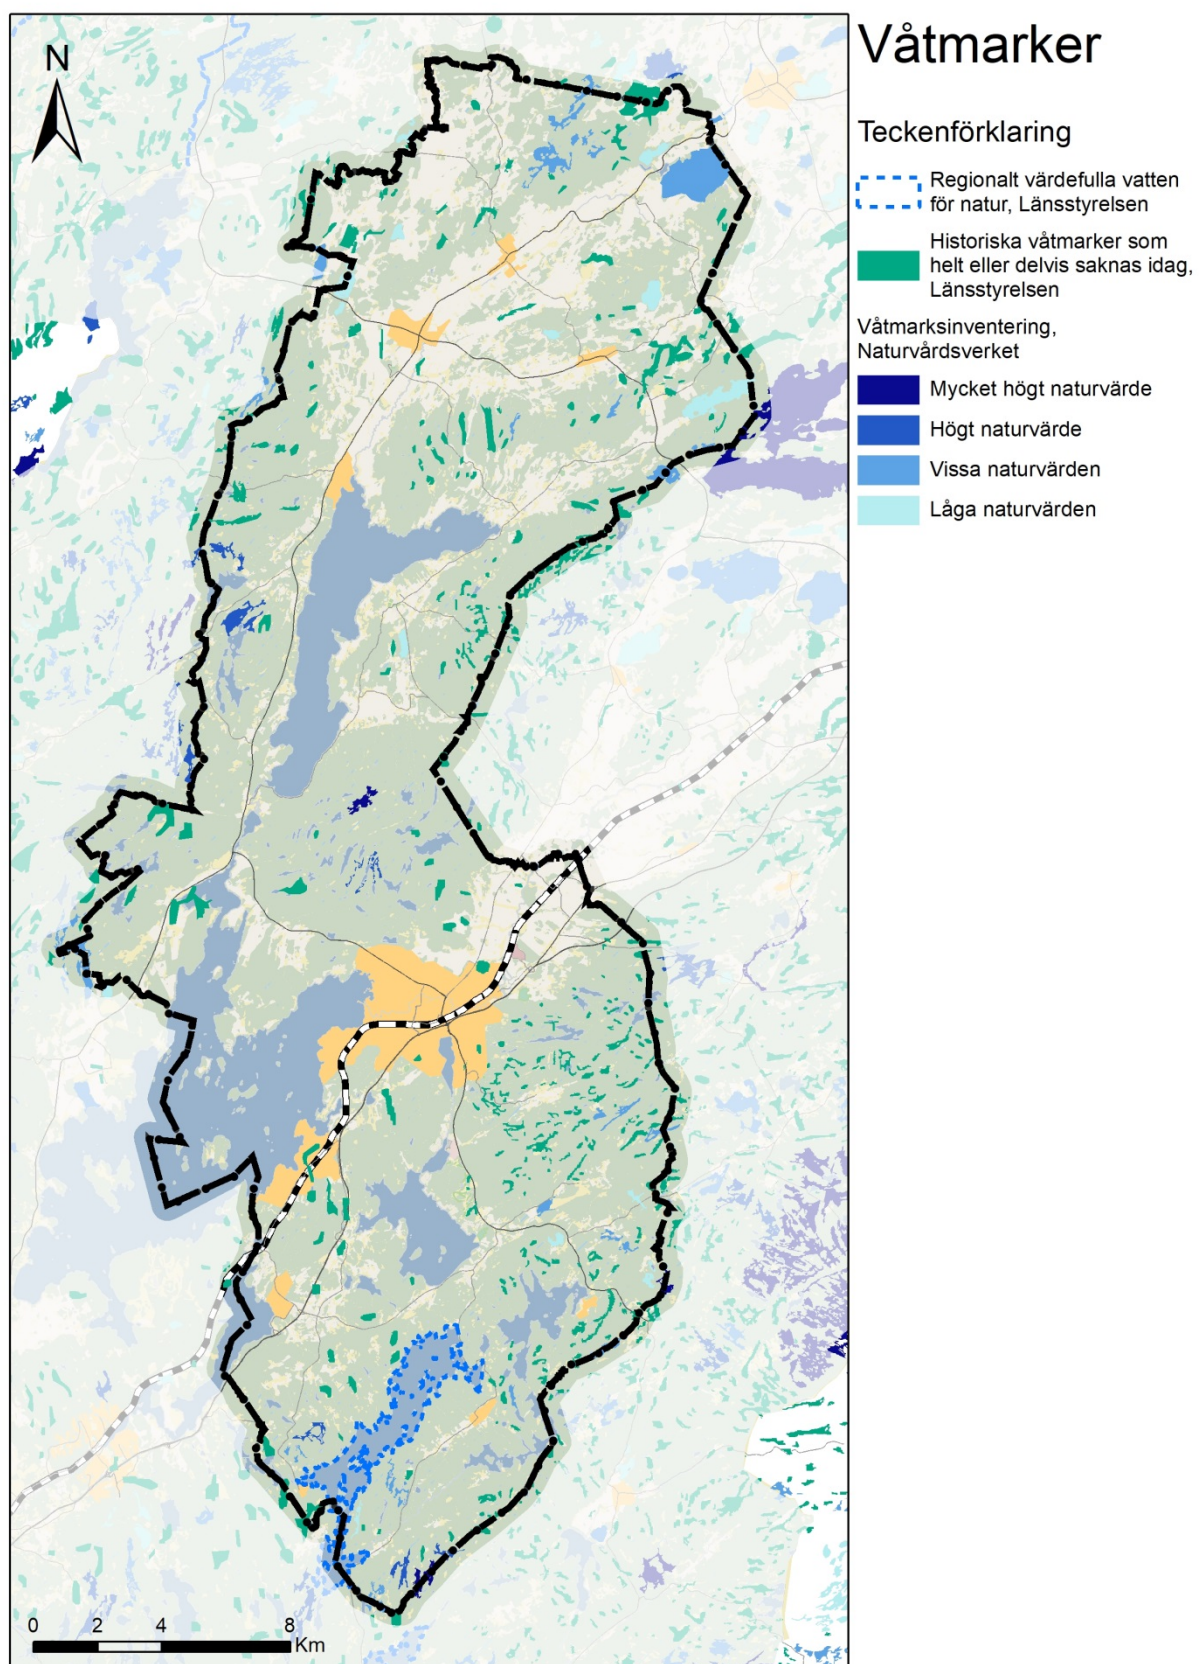 Våtmarker
N
Teckenförklaring
Regionalt värdefulla vatten
för natur, Länsstyrelsen
Historiska våtmarker som
helt eller delvis saknas idag,
Länsstyrelsen
Våtmarksinventering,
Naturvårdsverket
Mycket högt naturvärde
Högt naturvärde
Vissa naturvärden
Låga naturvärden
0 2 4 8
Km